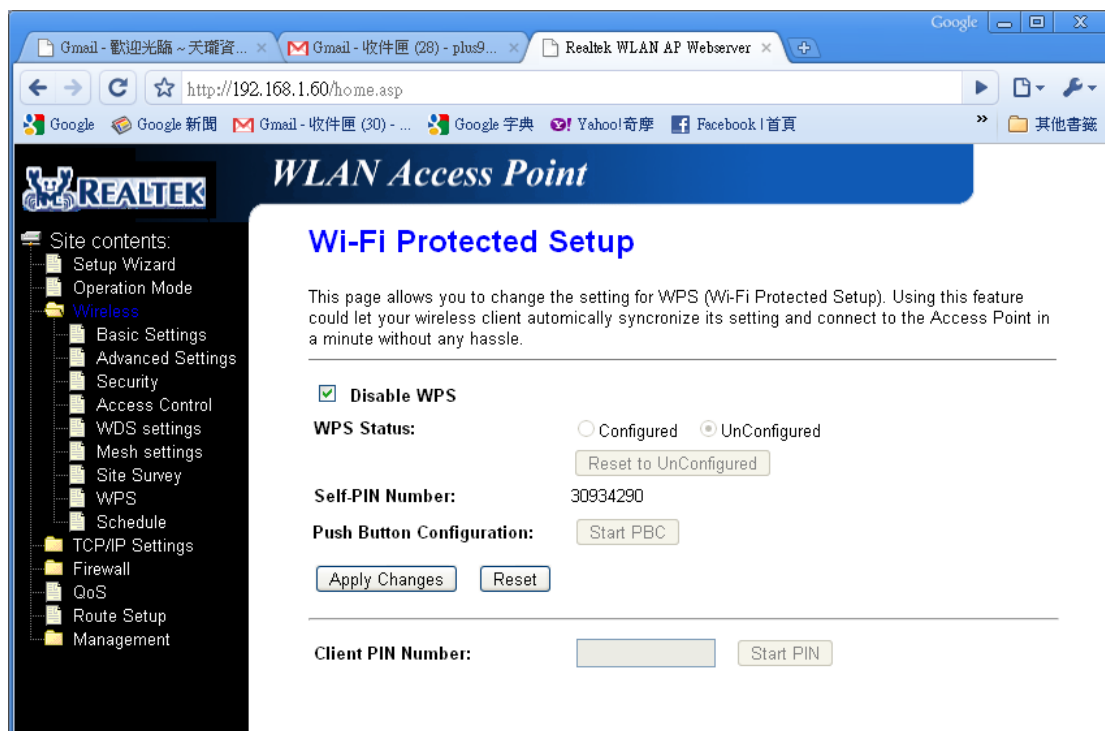 Google
Gmail - 歡迎光臨 ~ 天瓏資...
Gmail - 收件匣 (28) - plus9...
Realtek WLAN AP Webserver
http://192.168.1.60/home.asp
Google
Google 新聞
Gmail - 收件匣 (30) - ...
Google 字典
Yahoo!奇摩
Facebook | 首頁
»
其他書籤
REALTEK
WLAN Access Point
Site contents:
Setup Wizard
Operation Mode
Wireless
Basic Settings
Advanced Settings
Security
Access Control
WDS settings
Mesh settings
Site Survey
WPS
Schedule
TCP/IP Settings
Firewall
QoS
Route Setup
Management
Wi-Fi Protected Setup
This page allows you to change the setting for WPS (Wi-Fi Protected Setup). Using this feature
could let your wireless client automically syncronize its setting and connect to the Access Point in
a minute without any hassle.
Disable WPS
WPS Status: Configured UnConfigured
Reset to UnConfigured
Self-PIN Number: 30934290
Push Button Configuration: Start PBC
Apply Changes Reset
Client PIN Number: Start PIN